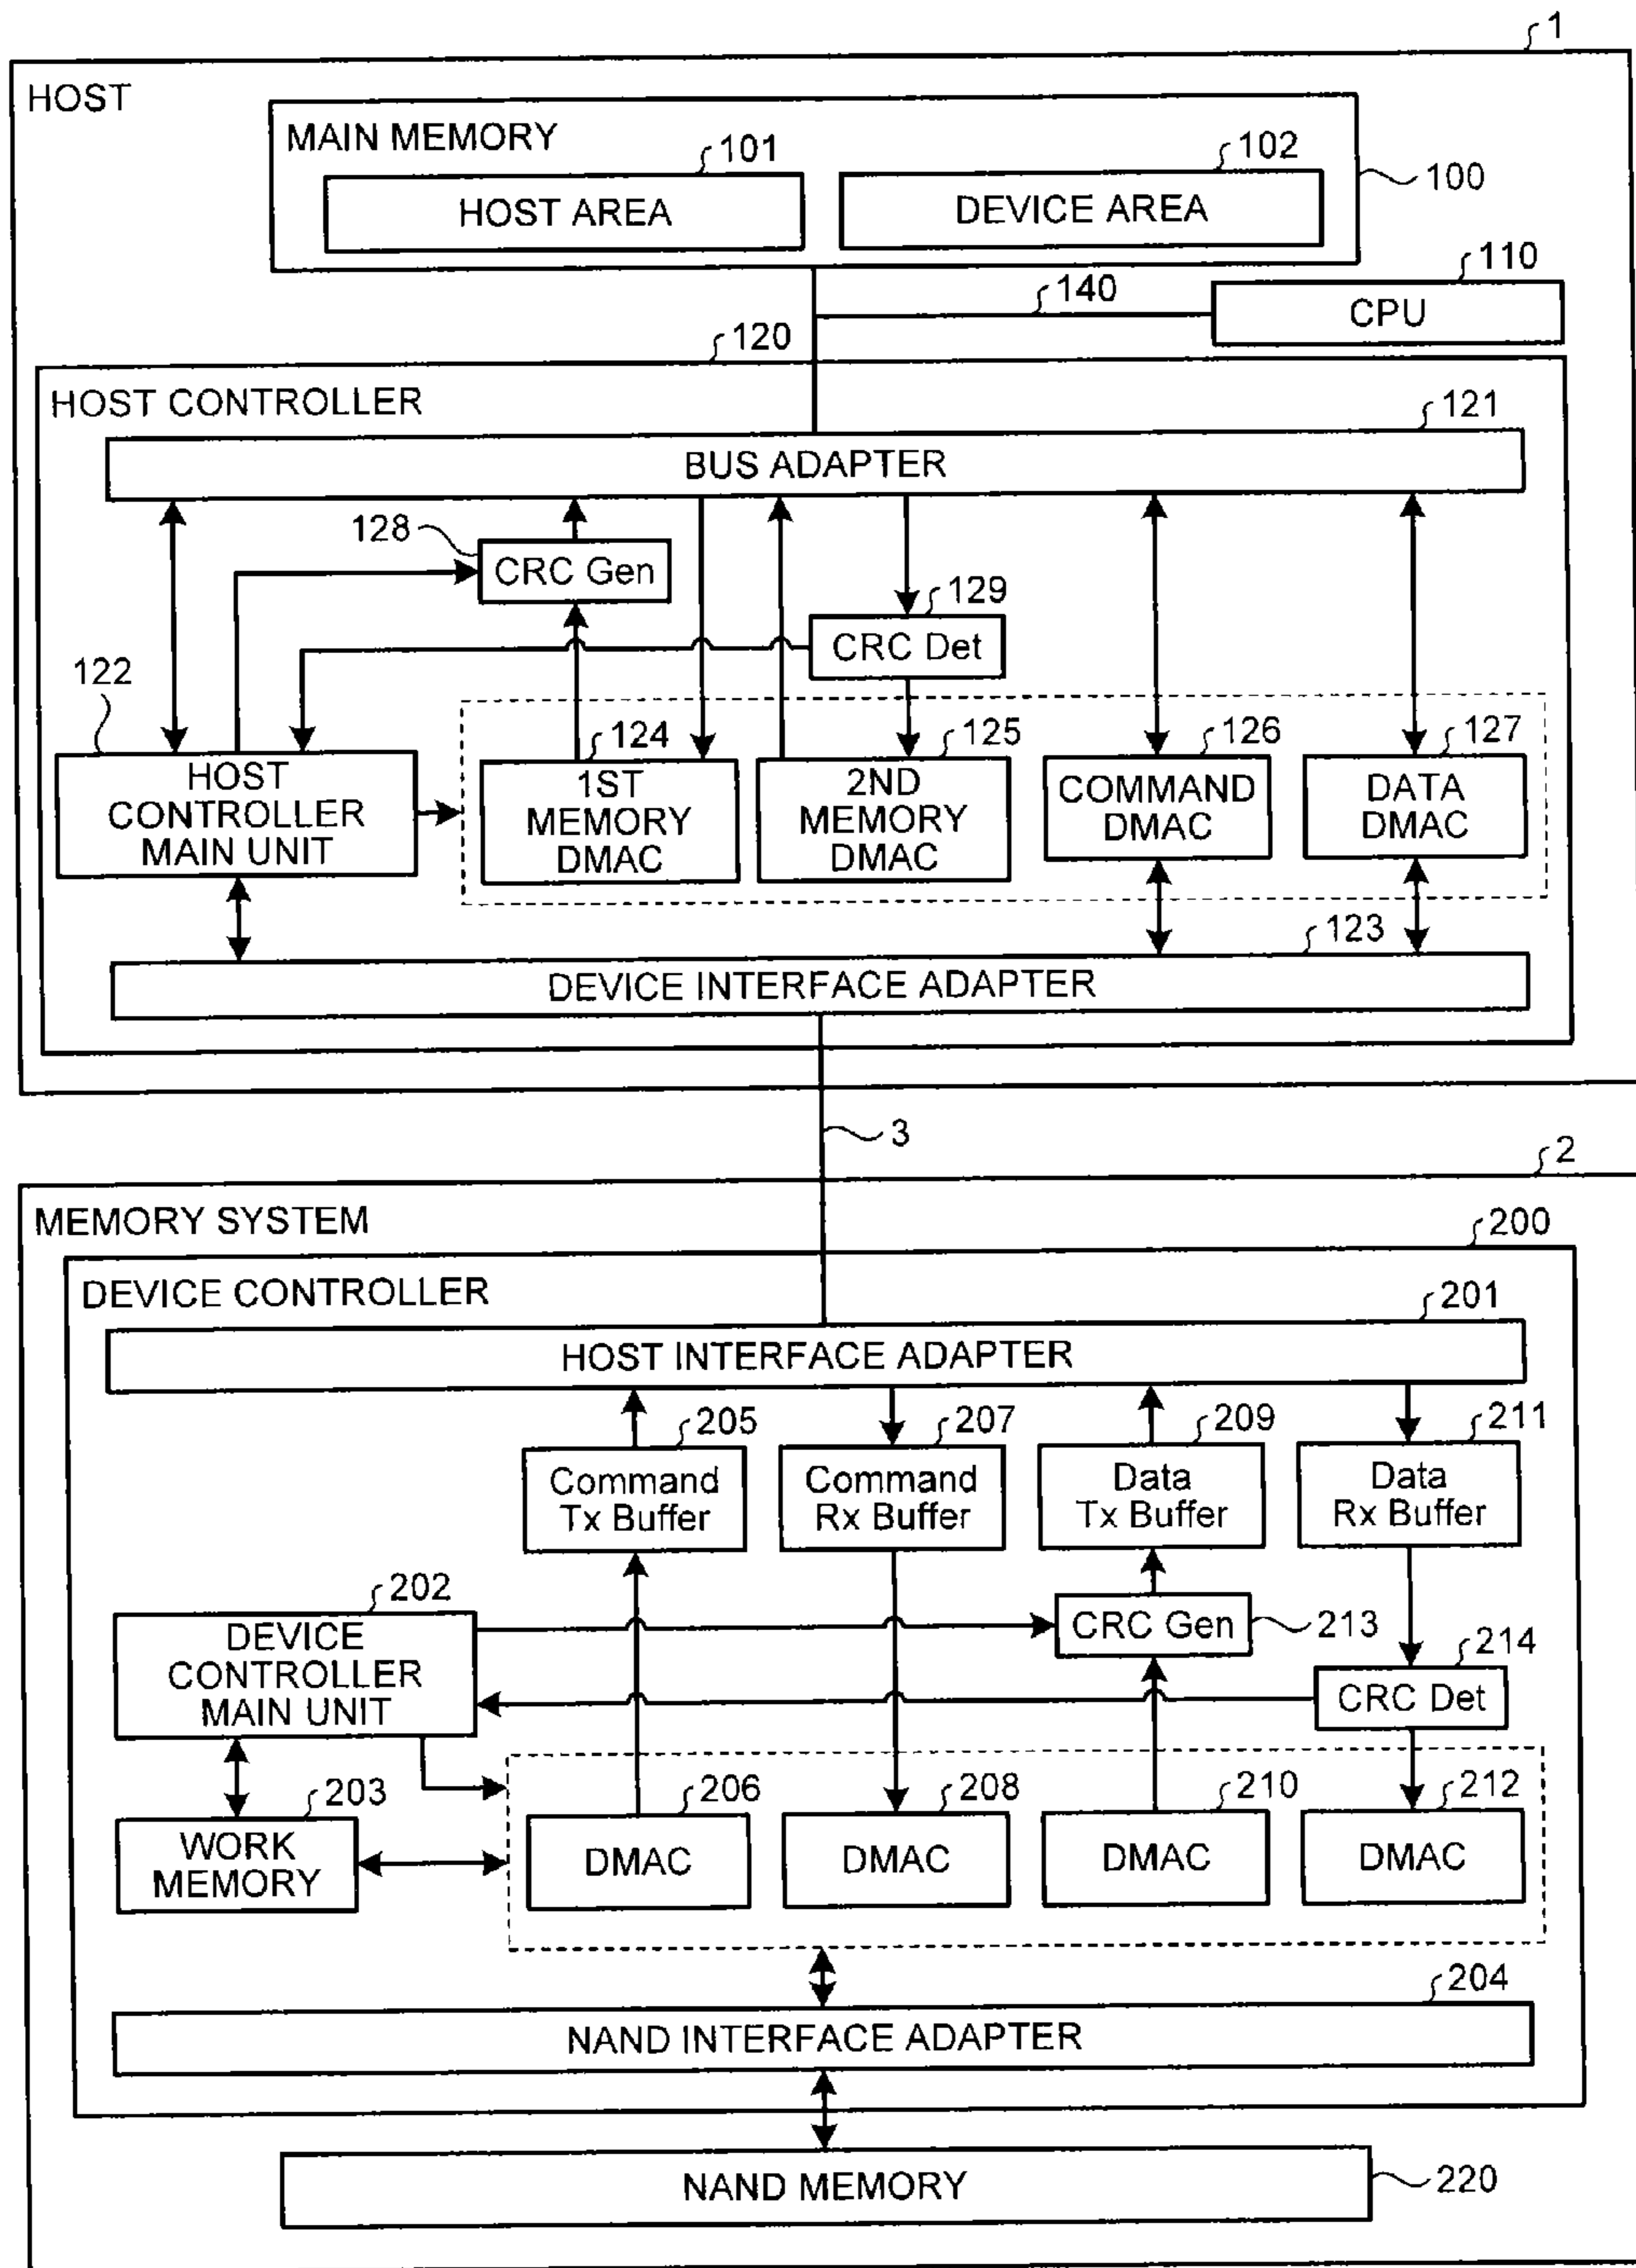 1
HOST
MAIN MEMORY
101
102
HOST AREA
DEVICE AREA
100
110
140
CPU
120
HOST CONTROLLER
121
BUS ADAPTER
128
CRC Gen
129
CRC Det
122
124
125
126
127
HOST
CONTROLLER
MAIN UNIT
1ST
MEMORY
DMAC
2ND
MEMORY
DMAC
COMMAND
DMAC
DATA
DMAC
123
DEVICE INTERFACE ADAPTER
3
2
MEMORY SYSTEM
200
DEVICE CONTROLLER
201
HOST INTERFACE ADAPTER
205
207
209
211
Command
Tx Buffer
Command
Rx Buffer
Data
Tx Buffer
Data
Rx Buffer
202
DEVICE
CONTROLLER
MAIN UNIT
CRC Gen
213
214
CRC Det
203
206
208
210
212
WORK
MEMORY
DMAC
DMAC
DMAC
DMAC
204
NAND INTERFACE ADAPTER
NAND MEMORY
220